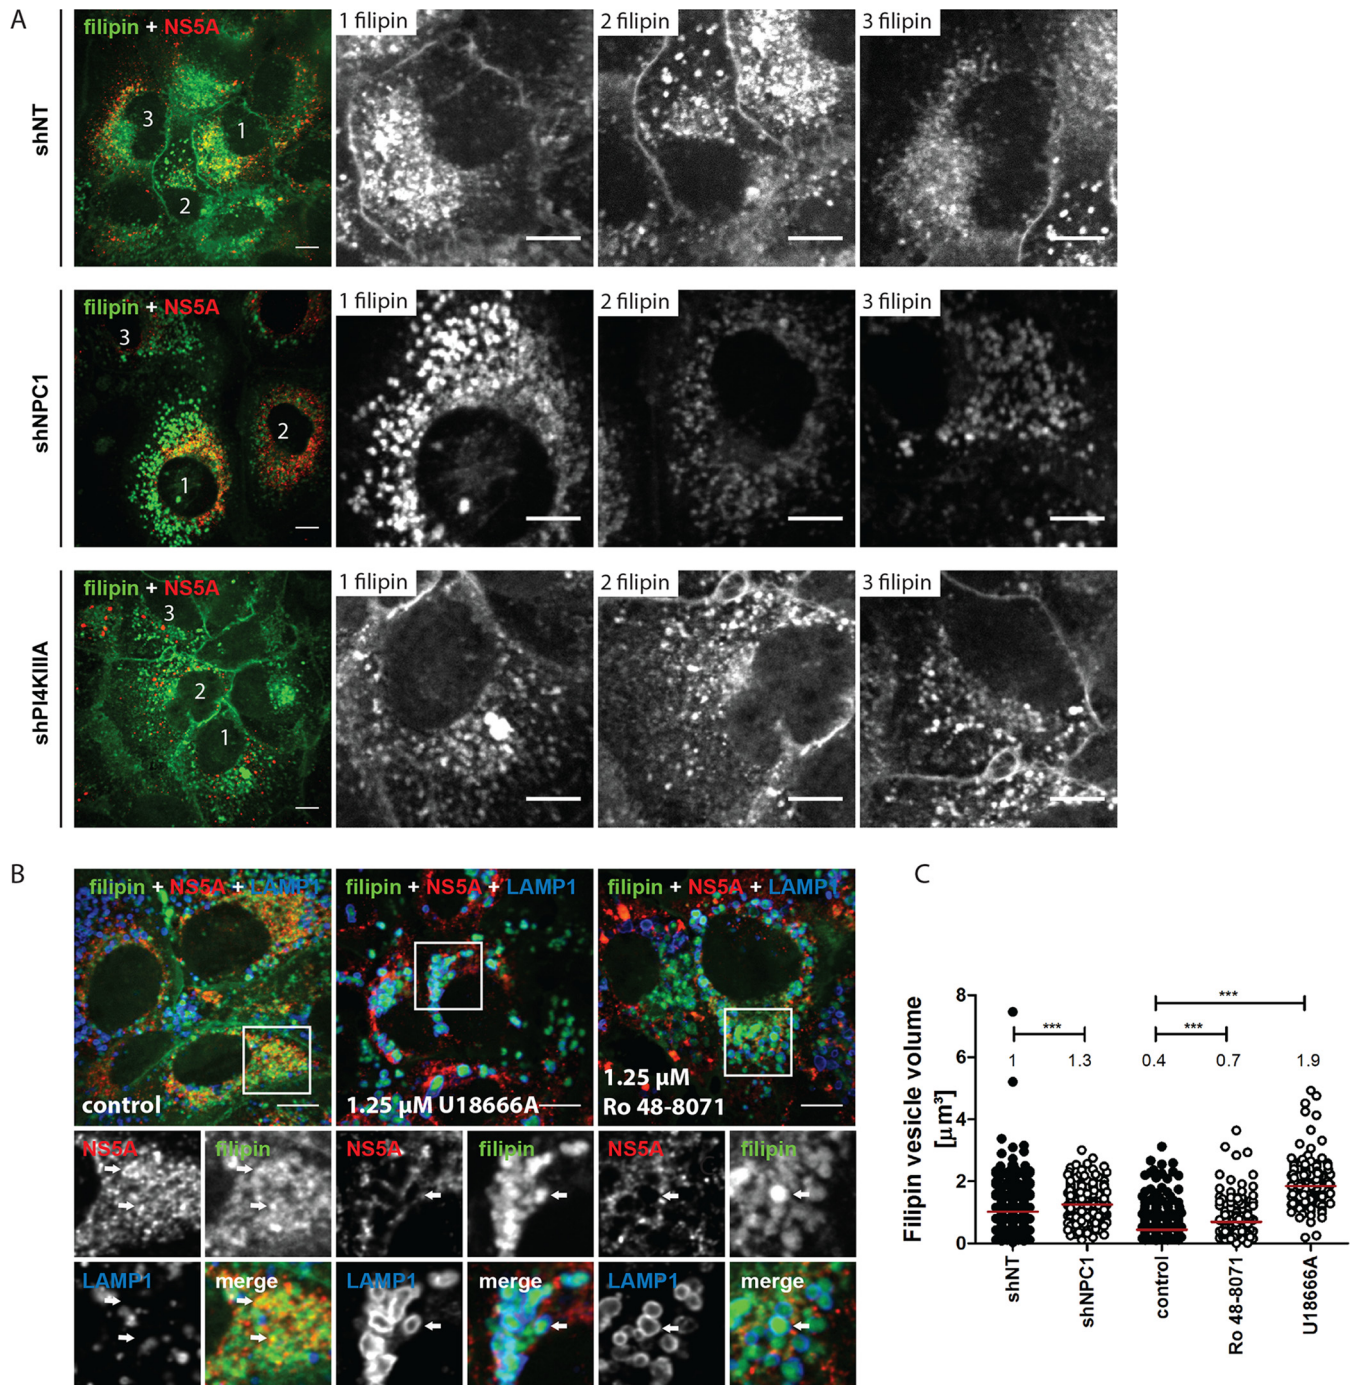 A
shNT
filipin + NS5A
3
1
2
1 filipin
2 filipin
3 filipin
shNPC1
filipin + NS5A
3
2
1
1 filipin
2 filipin
3 filipin
shPI4KIIIA
filipin + NS5A
3
2
1
1 filipin
2 filipin
3 filipin
B
filipin + NS5A + LAMP1
control
filipin + NS5A + LAMP1
1.25 µM U18666A
filipin + NS5A + LAMP1
1.25 µM
Ro 48-8071
NS5A
filipin
NS5A
filipin
NS5A
filipin
LAMP1
merge
LAMP1
merge
LAMP1
merge
C
Filipin vesicle volume
[µm³]
8
6
4
2
0
***
***
***
1
1.3
0.4
0.7
1.9
shNT
shNPC1
control
Ro 48-8071
U18666A